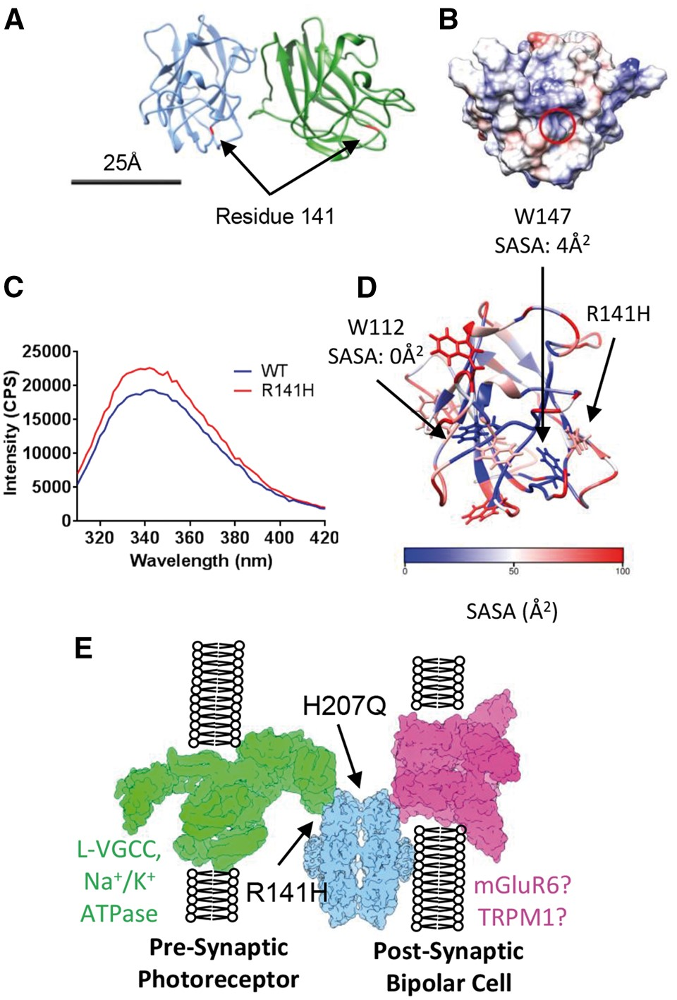 A
25Å
Residue 141
B
C
25000
20000
15000
10000
5000
0
Intensity (CPS)
WT
R141H
320 340 360 380 400 420
Wavelength (nm)
D
W147
SASA: 4Å²
W112
SASA: 0Å²
R141H
0 50 100
SASA (Å²)
E
H207Q
R141H
L-VGCC,
Na⁺/K⁺
ATPase
mGluR6?
TRPM1?
Pre-Synaptic
Photoreceptor
Post-Synaptic
Bipolar Cell